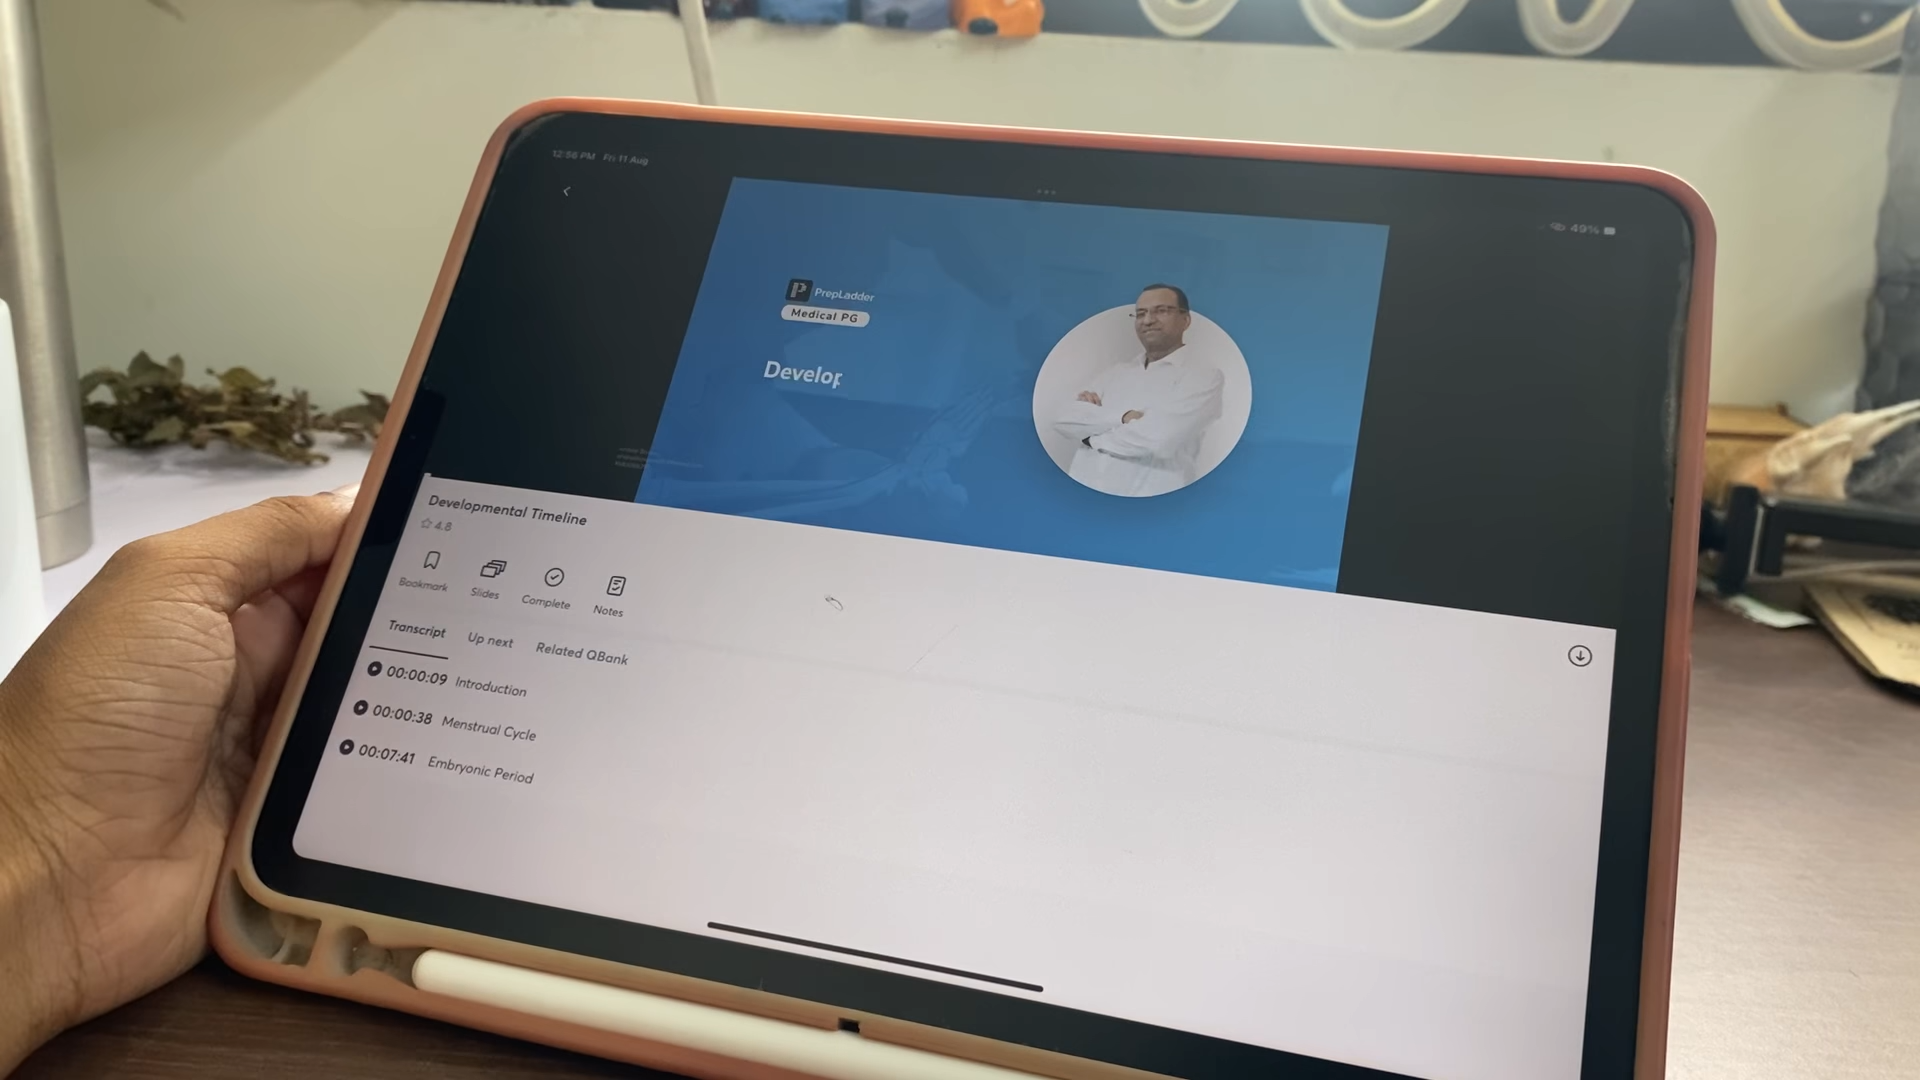 12:56 PM Fri 11 Aug
49%
PrepLadder
Medical PG
Develop
Developmental Timeline
4.8
Bookmark
Slides
Complete
Notes
Transcript
Up next
Related QBank
00:00:09 Introduction
00:00:38 Menstrual Cycle
00:07:41 Embryonic Period